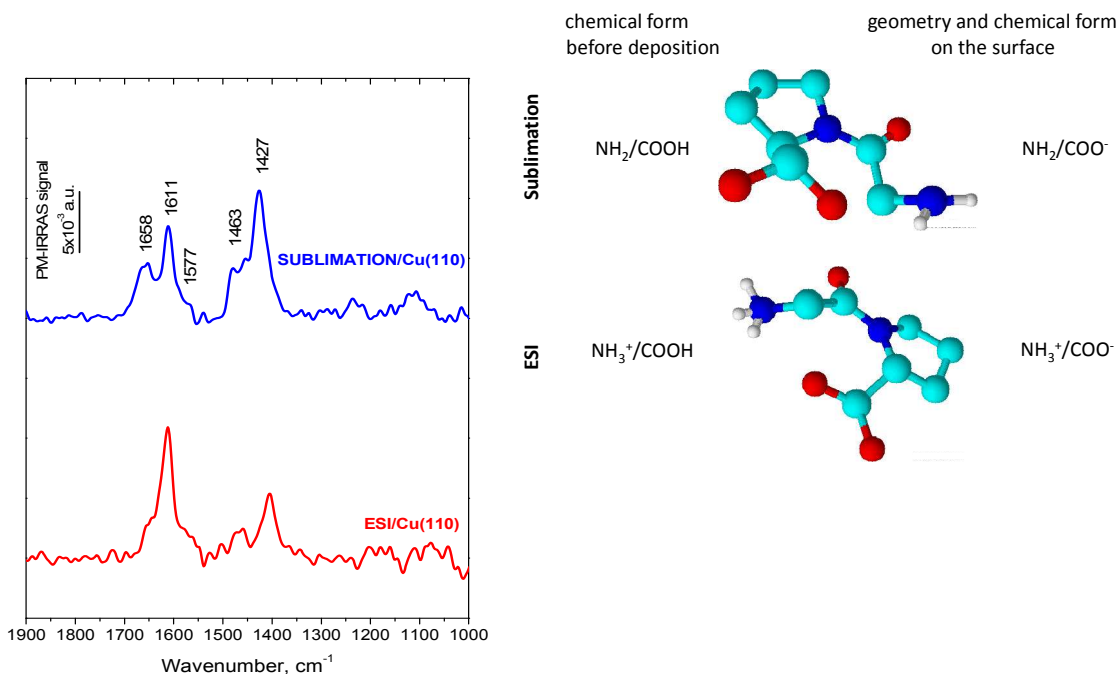 chemical form
before deposition
geometry and chemical form
on the surface
PM-IRRAS signal
5x10⁻³ a.u.
1658
1611
1577
1463
1427
SUBLIMATION/Cu(110)
ESI/Cu(110)
1900 1800 1700 1600 1500 1400 1300 1200 1100 1000
Wavenumber, cm⁻¹
Sublimation
NH₂/COOH
NH₂/COO⁻
ESI
NH₃⁺/COOH
NH₃⁺/COO⁻